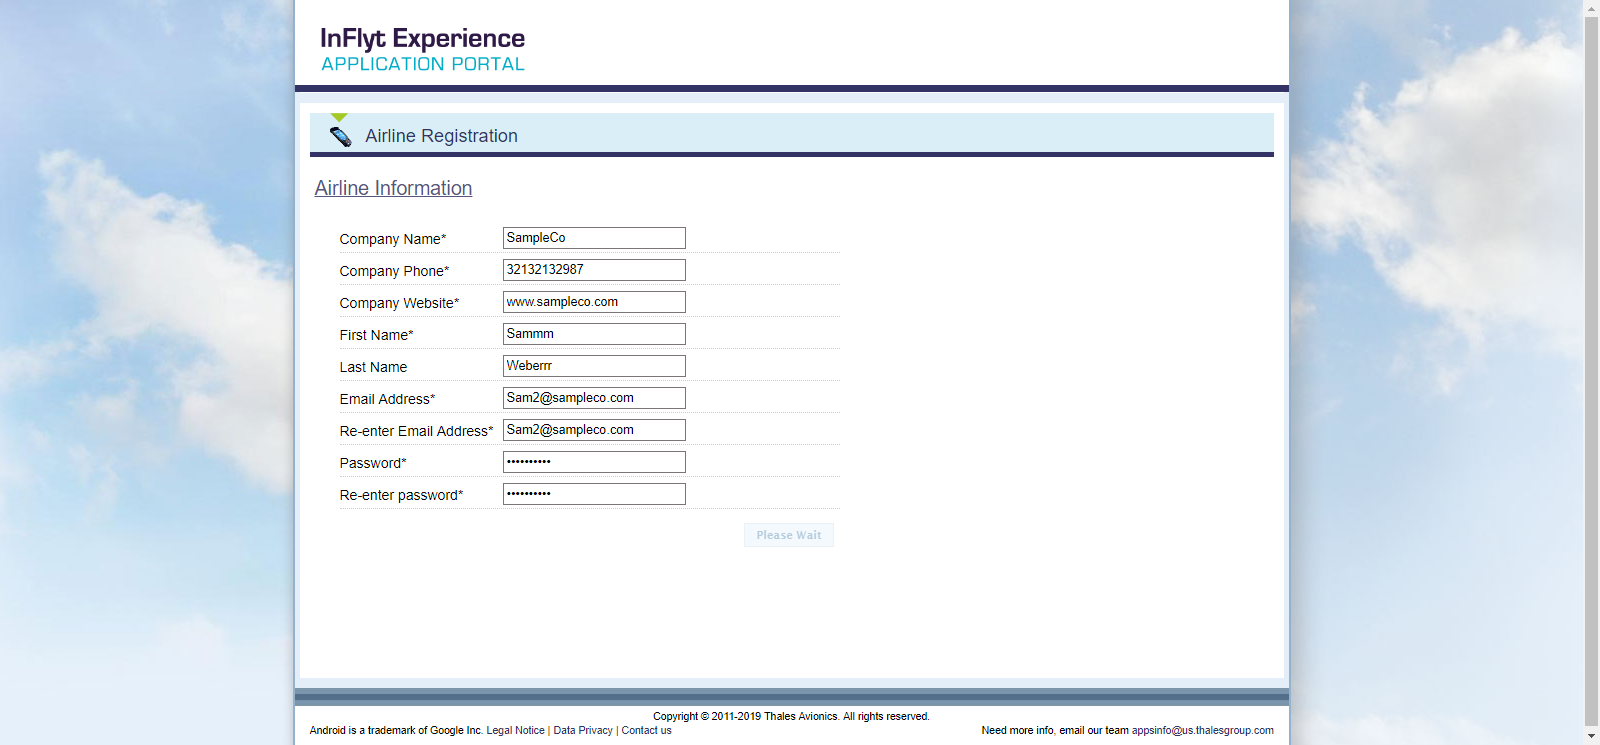 InFlyt Experience
APPLICATION PORTAL
Airline Registration
Airline Information
Company Name* SampleCo
Company Phone* 32132132987
Company Website* www.sampleco.com
First Name* Sammm
Last Name Weberrr
Email Address* Sam2@sampleco.com
Re-enter Email Address* Sam2@sampleco.com
Password* ••••••••••
Re-enter password* ••••••••••
Please Wait
Copyright © 2011-2019 Thales Avionics. All rights reserved.
Android is a trademark of Google Inc. Legal Notice | Data Privacy | Contact us Need more info, email our team appsinfo@us.thalesgroup.com